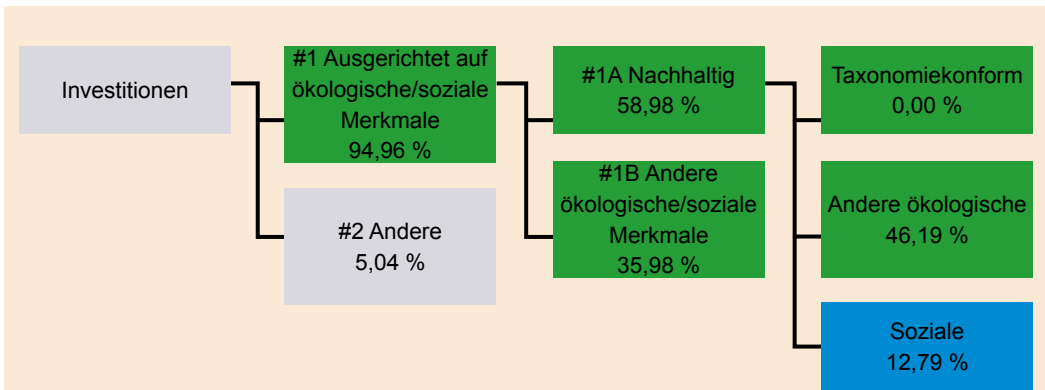 Investitionen
#1 Ausgerichtet auf
ökologische/soziale
Merkmale
94,96 %
#2 Andere
5,04 %
#1A Nachhaltig
58,98 %
#1B Andere
ökologische/soziale
Merkmale
35,98 %
Taxonomiekonform
0,00 %
Andere ökologische
46,19 %
Soziale
12,79 %